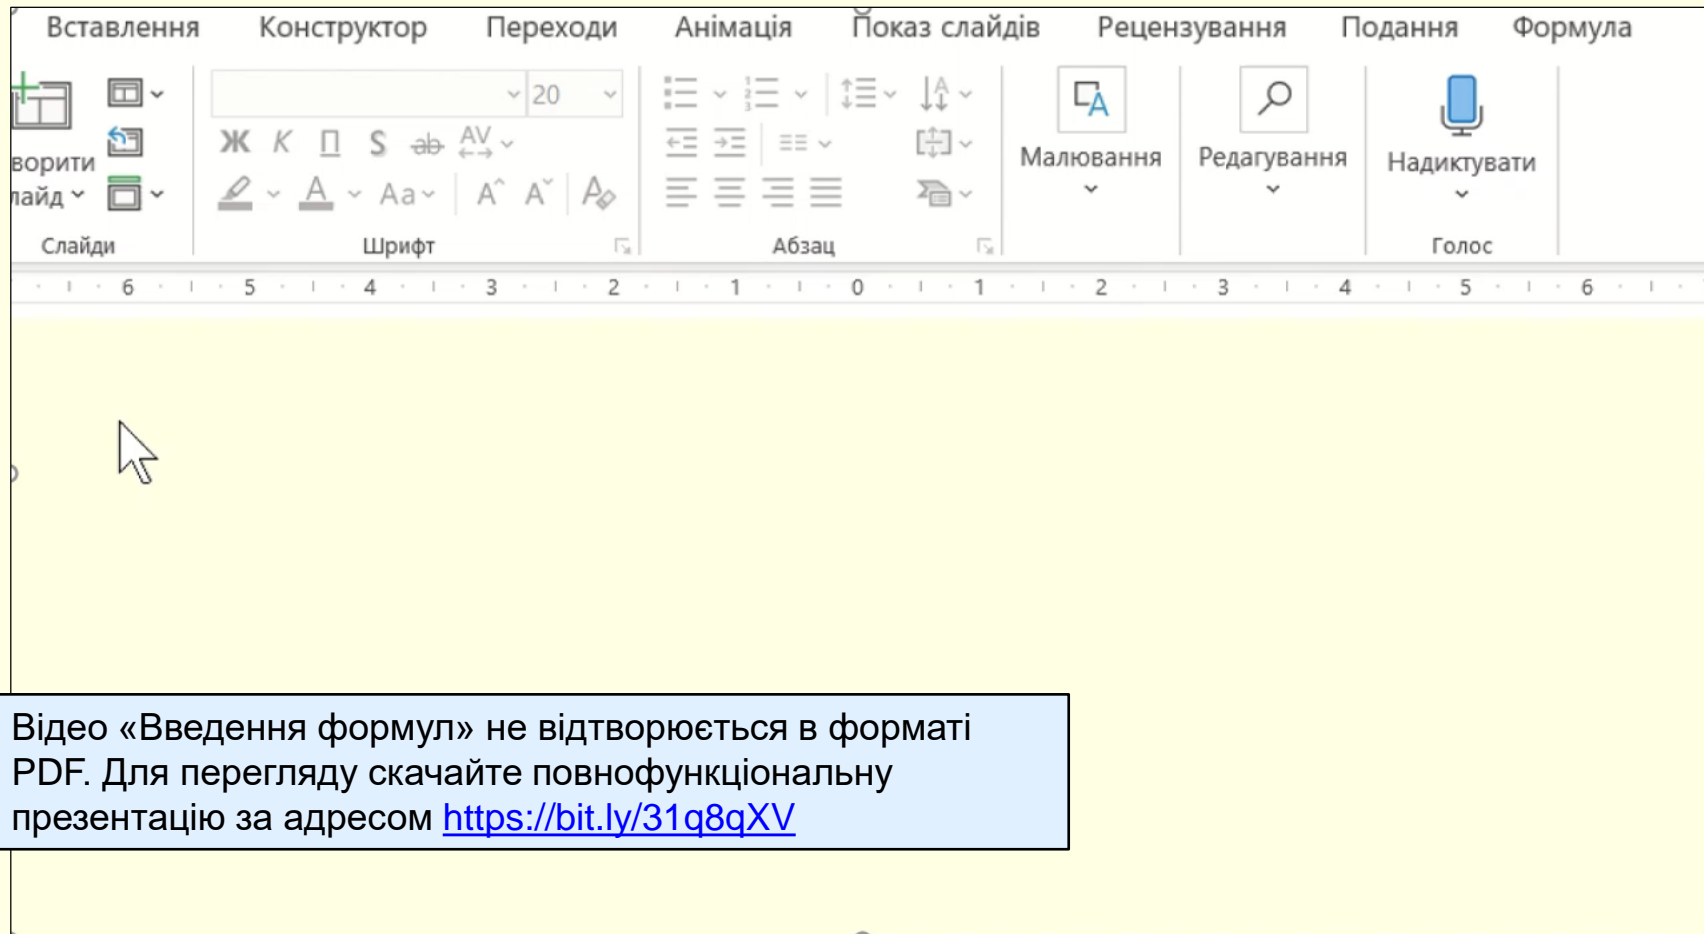 Вставлення Конструктор Переходи Анімація Показ слайдів Рецензування Подання Формула
20
Ж К П S ab AV
Аа А А А
ворити
лайд
Малювання Редагування Надиктувати
Слайди Шрифт Абзац Голос
6 5 4 3 2 1 0 1 2 3 4 5 6
Відео «Введення формул» не відтворюється в форматі
PDF. Для перегляду скачайте повнофункціональну
презентацію за адресом https://bit.ly/31q8qXV